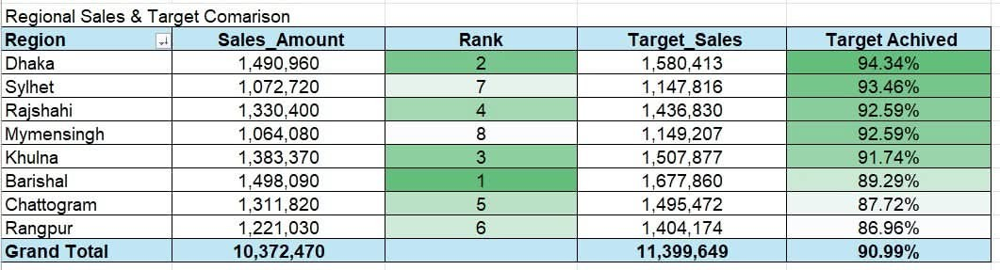 Regional Sales & Target Comarison
Region Sales_Amount Rank Target_Sales Target Achived
Dhaka 1,490,960 2 1,580,413 94.34%
Sylhet 1,072,720 7 1,147,816 93.46%
Rajshahi 1,330,400 4 1,436,830 92.59%
Mymensingh 1,064,080 8 1,149,207 92.59%
Khulna 1,383,370 3 1,507,877 91.74%
Barishal 1,498,090 1 1,677,860 89.29%
Chattogram 1,311,820 5 1,495,472 87.72%
Rangpur 1,221,030 6 1,404,174 86.96%
Grand Total 10,372,470 11,399,649 90.99%